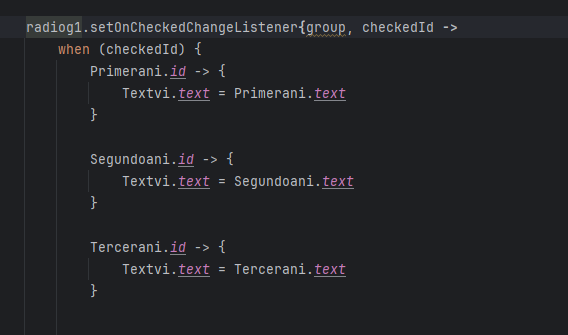 radiog1.setOnCheckedChangeListener{group, checkedId ->
when (checkedId) {
Primerani.id -> {
Textvi.text = Primerani.text
}
Segundoani.id -> {
Textvi.text = Segundoani.text
}
Tercerani.id -> {
Textvi.text = Tercerani.text
}